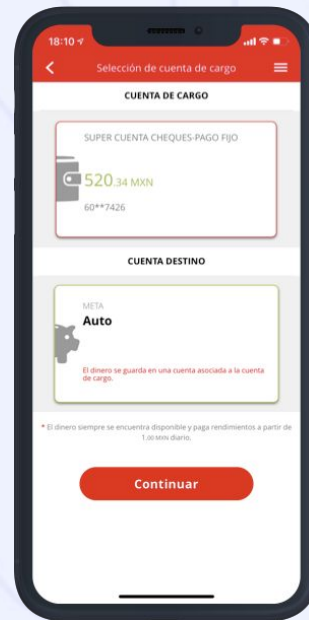 18:10
Selección de cuenta de cargo
CUENTA DE CARGO
SUPER CUENTA CHEQUES-PAGO FIJO
520.34 MXN
60**7426
CUENTA DESTINO
META
Auto
El dinero se guarda en una cuenta asociada a la cuenta
de cargo.
* El dinero siempre se encuentra disponible y paga rendimientos a partir de
1.00 MXN diario.
Continuar